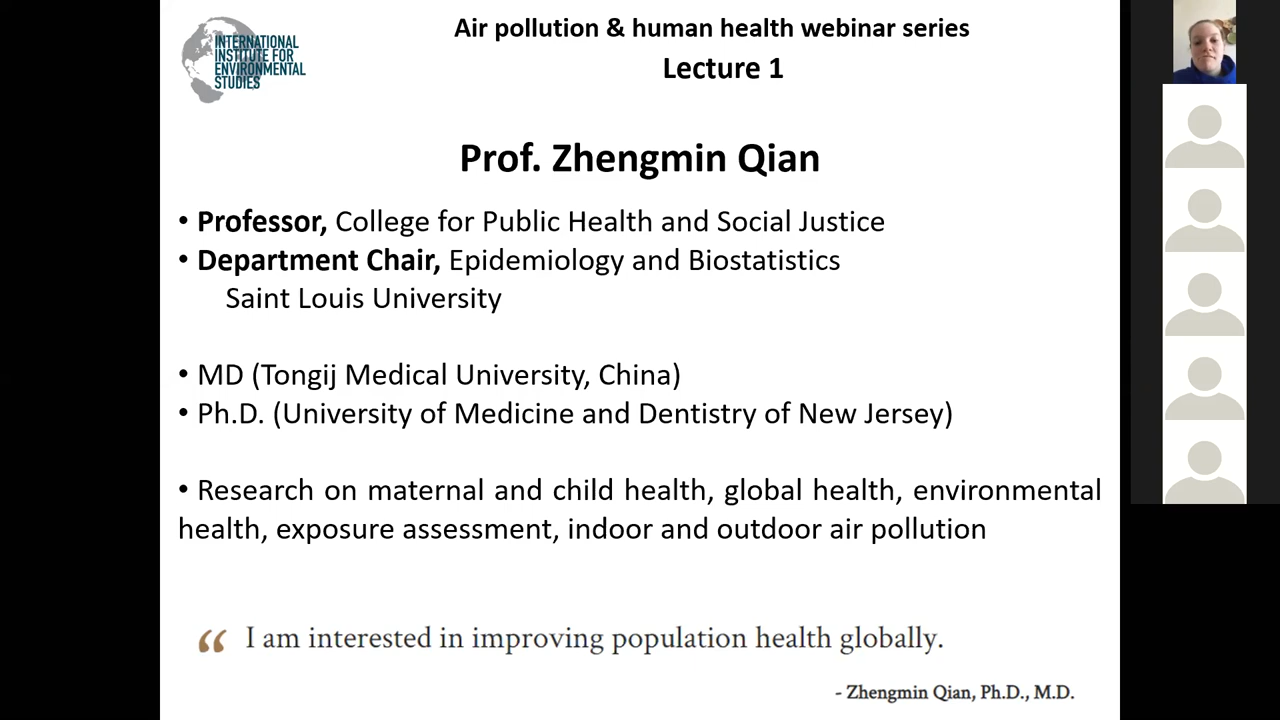 INTERNATIONAL
INSTITUTE FOR
ENVIRONMENTAL
STUDIES
Air pollution & human health webinar series
Lecture 1
Prof. Zhengmin Qian
• Professor, College for Public Health and Social Justice
• Department Chair, Epidemiology and Biostatistics
Saint Louis University
• MD (Tongij Medical University, China)
• Ph.D. (University of Medicine and Dentistry of New Jersey)
• Research on maternal and child health, global health, environmental
health, exposure assessment, indoor and outdoor air pollution
“ I am interested in improving population health globally.
- Zhengmin Qian, Ph.D., M.D.